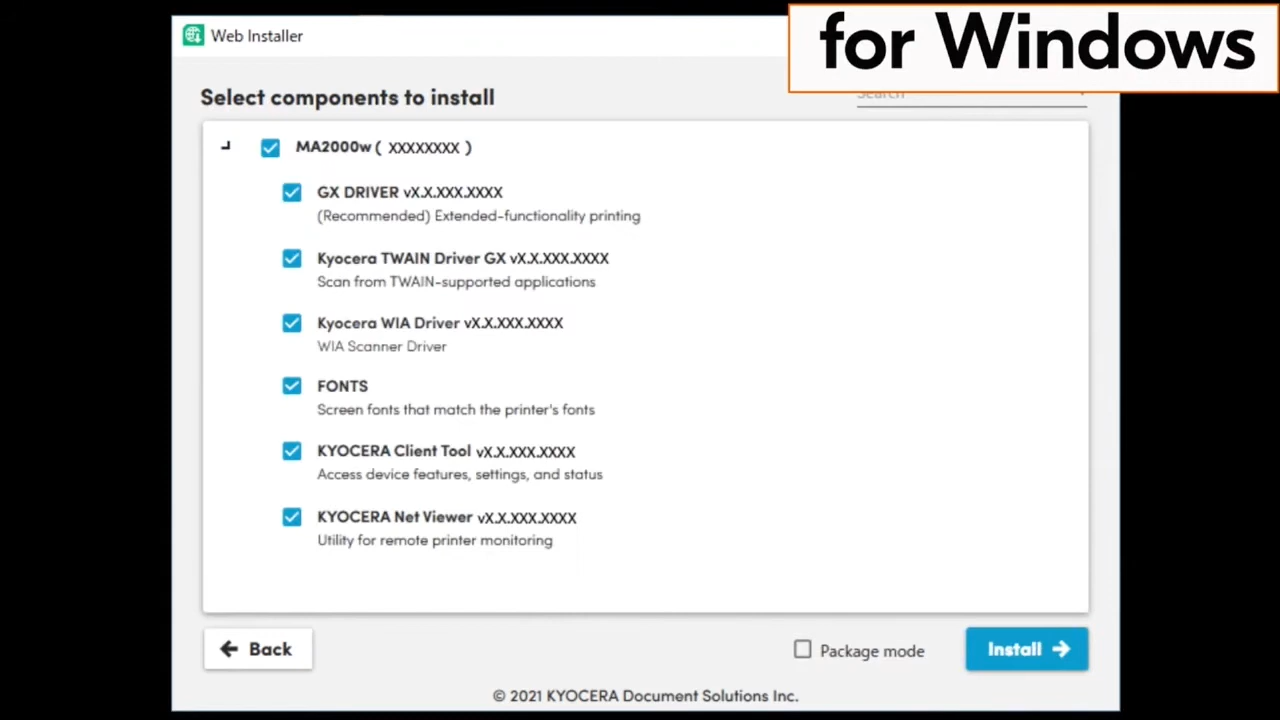 Web Installer
for Windows
Select components to install
Search
MA2000w ( XXXXXXXX )
GX DRIVER vX.X.XXX.XXXX
(Recommended) Extended-functionality printing
Kyocera TWAIN Driver GX vX.X.XXX.XXXX
Scan from TWAIN-supported applications
Kyocera WIA Driver vX.X.XXX.XXXX
WIA Scanner Driver
FONTS
Screen fonts that match the printer's fonts
KYOCERA Client Tool vX.X.XXX.XXXX
Access device features, settings, and status
KYOCERA Net Viewer vX.X.XXX.XXXX
Utility for remote printer monitoring
Back
Package mode
Install
© 2021 KYOCERA Document Solutions Inc.